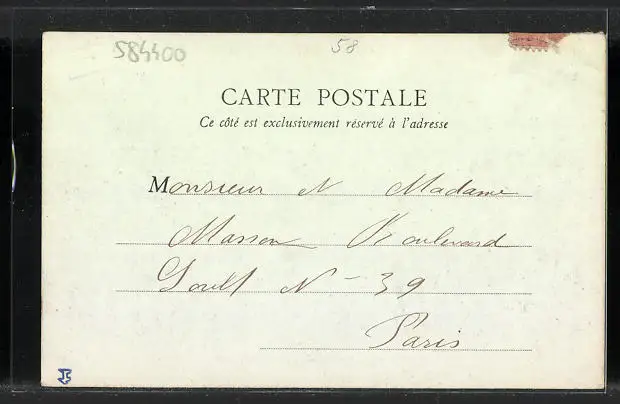 584400
58
CARTE POSTALE
Ce côté est exclusivement réservé à l'adresse
Monsieur et Madame
Masson Boulevard
Soult N - 39
Paris